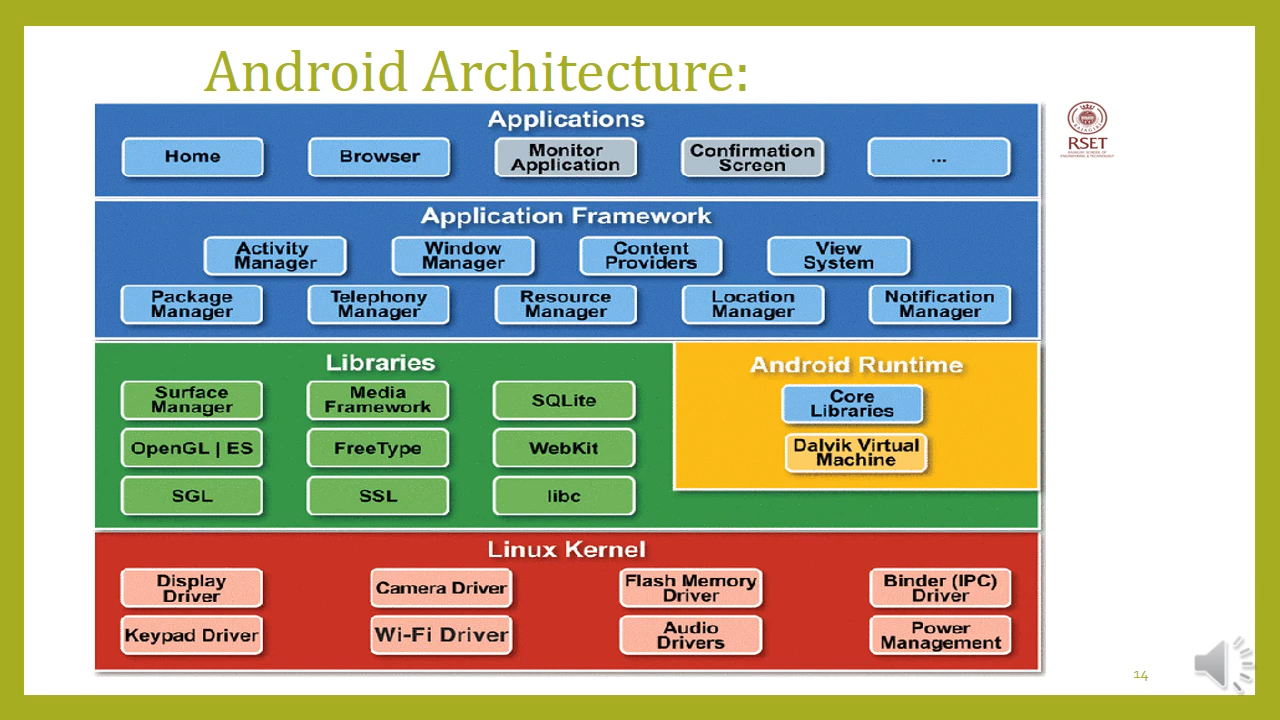 Android Architecture:
RSET
Applications
Home
Browser
Monitor
Application
Confirmation
Screen
...
Application Framework
Activity
Manager
Window
Manager
Content
Providers
View
System
Package
Manager
Telephony
Manager
Resource
Manager
Location
Manager
Notification
Manager
Libraries
Surface
Manager
Media
Framework
SQLite
OpenGL | ES
FreeType
WebKit
SGL
SSL
libc
Android Runtime
Core
Libraries
Dalvik Virtual
Machine
Linux Kernel
Display
Driver
Camera Driver
Flash Memory
Driver
Binder (IPC)
Driver
Keypad Driver
Wi-Fi Driver
Audio
Drivers
Power
Management
14